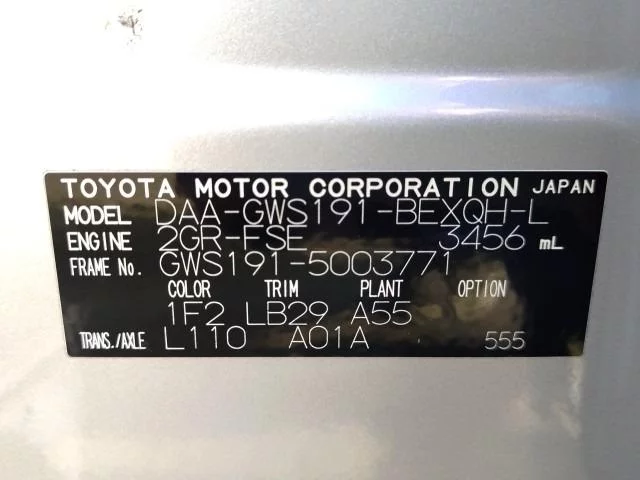 TOYOTA MOTOR CORPORATION JAPAN
MODEL DAA-GWS191-BEXQH-L
ENGINE 2GR-FSE 3456 mL
FRAME No. GWS191-5003771
COLOR TRIM PLANT OPTION
1F2 LB29 A55
TRANS./AXLE L110 A01A 555